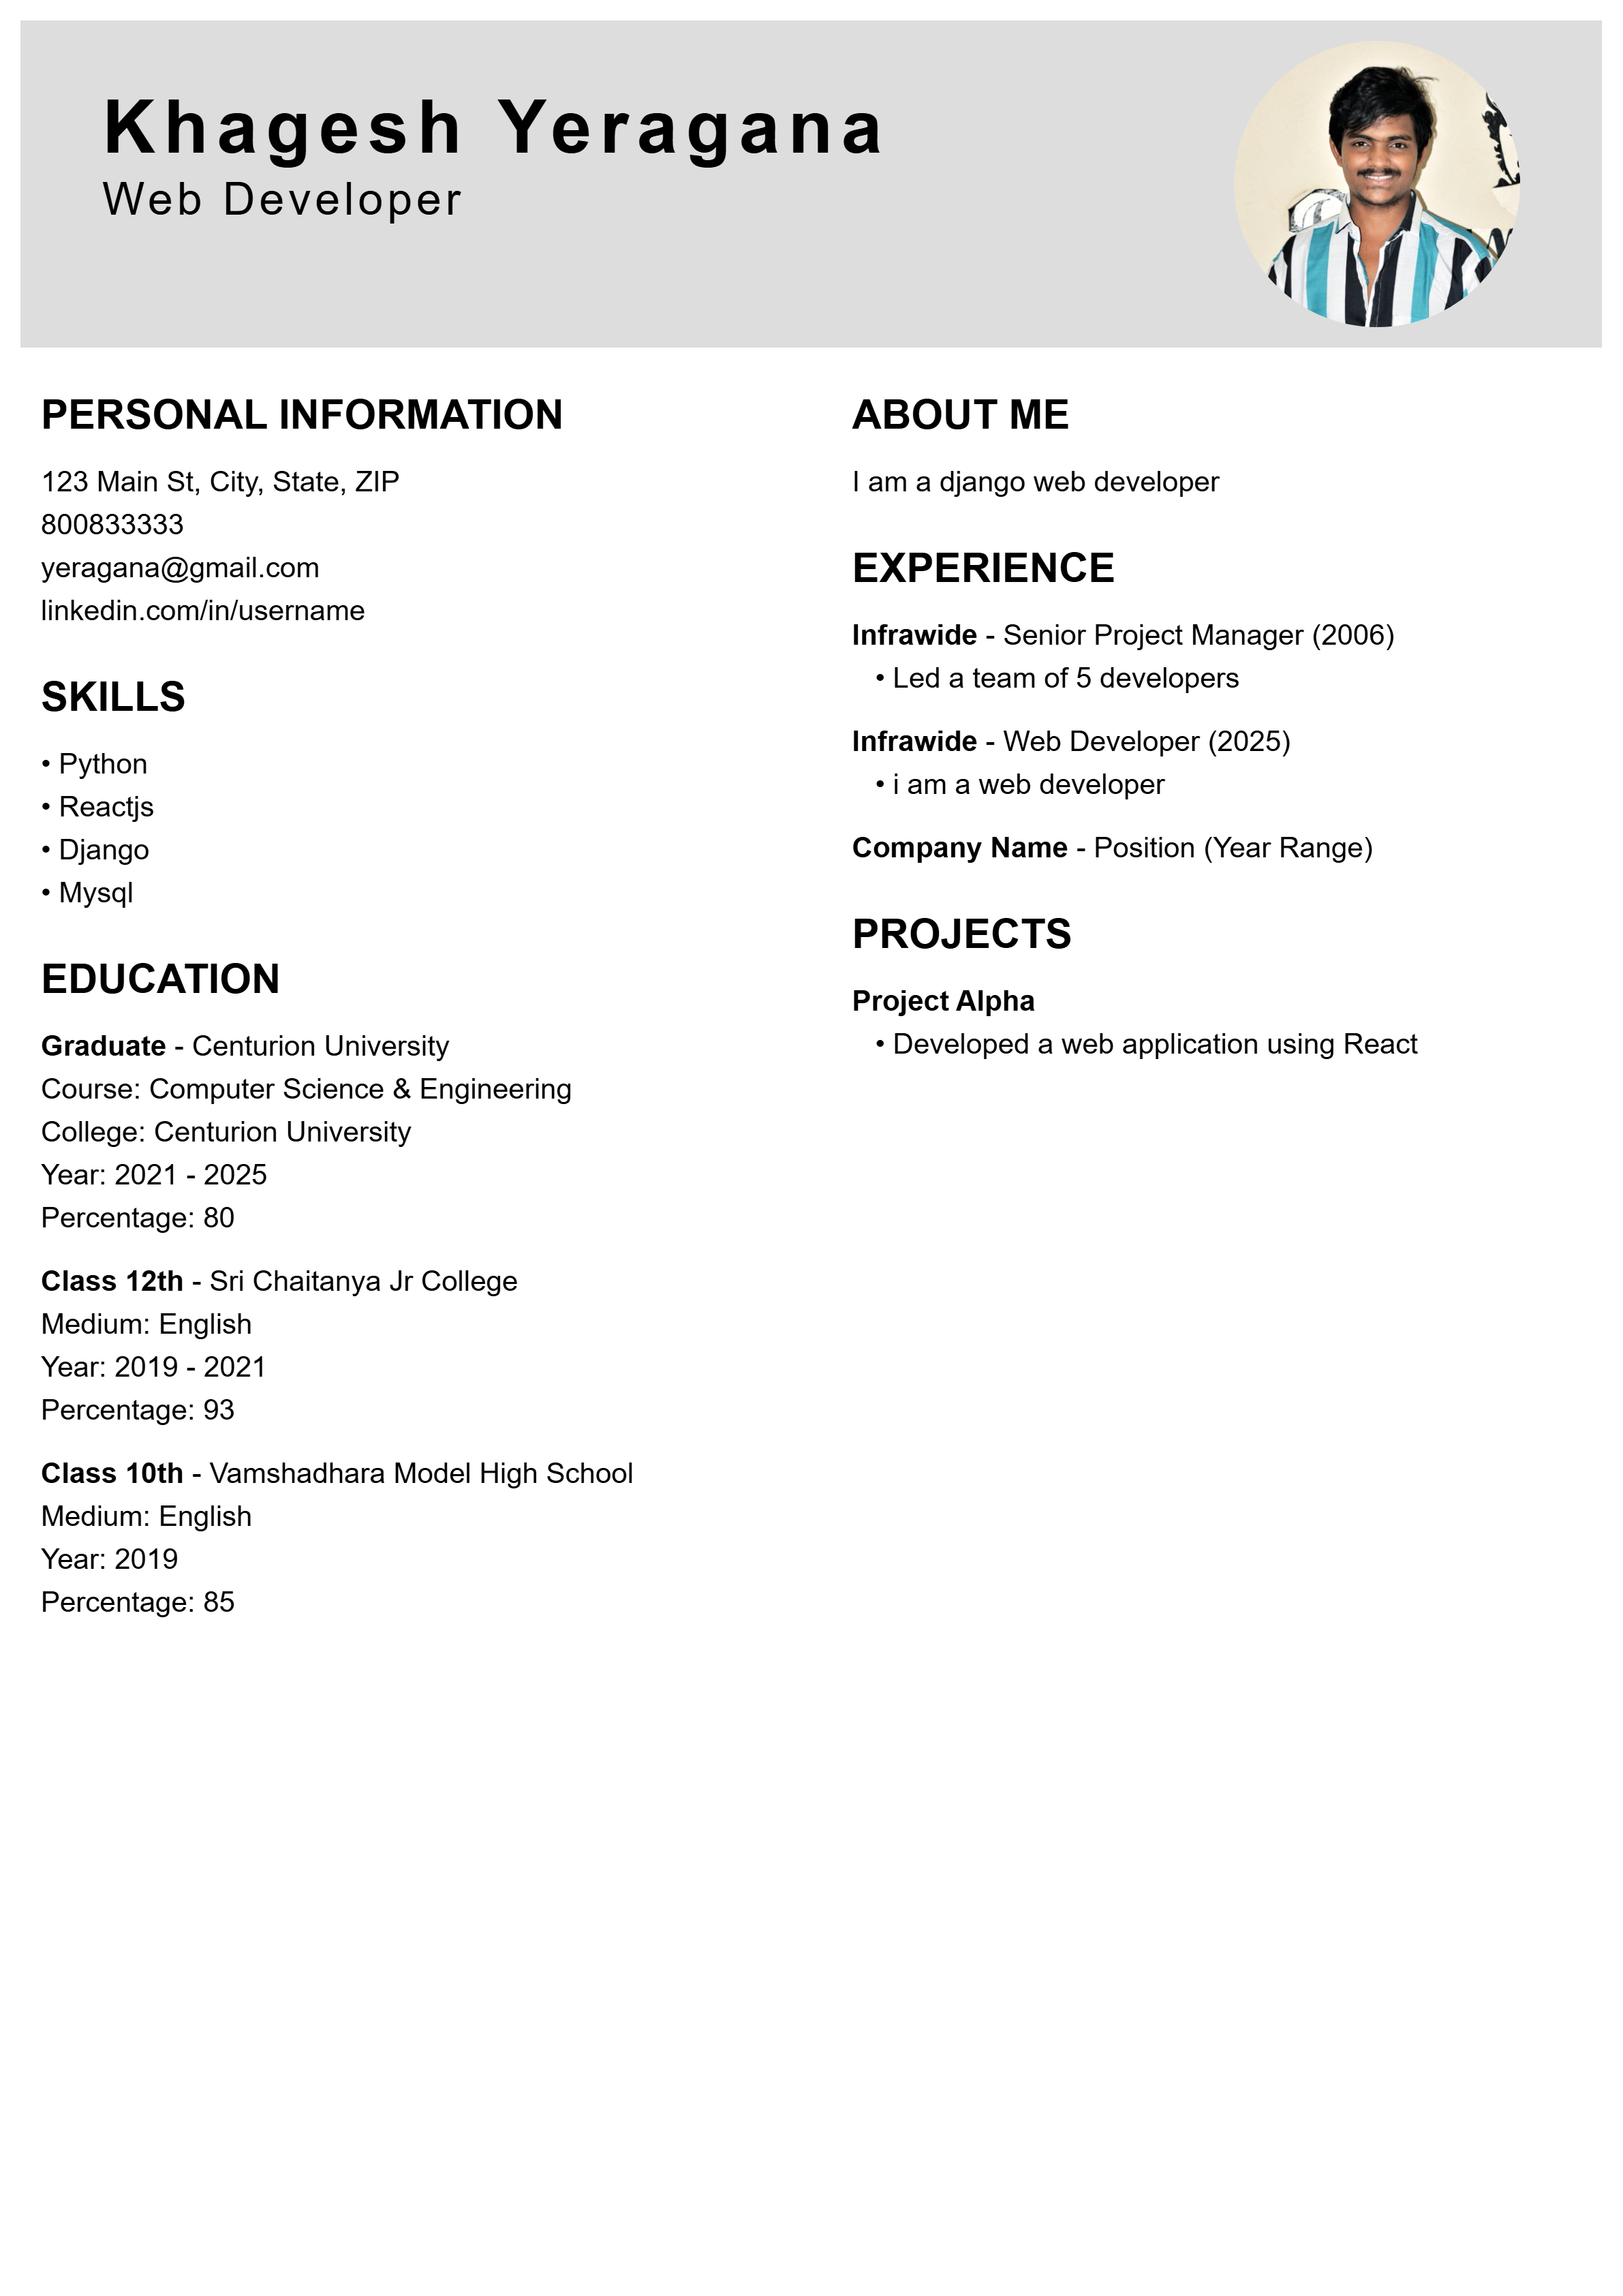 Khagesh Yeragana
Web Developer
PERSONAL INFORMATION
123 Main St, City, State, ZIP
800833333
yeragana@gmail.com
linkedin.com/in/username
SKILLS
• Python
• Reactjs
• Django
• Mysql
EDUCATION
Graduate - Centurion University
Course: Computer Science & Engineering
College: Centurion University
Year: 2021 - 2025
Percentage: 80
Class 12th - Sri Chaitanya Jr College
Medium: English
Year: 2019 - 2021
Percentage: 93
Class 10th - Vamshadhara Model High School
Medium: English
Year: 2019
Percentage: 85
ABOUT ME
I am a django web developer
EXPERIENCE
Infrawide - Senior Project Manager (2006)
• Led a team of 5 developers
Infrawide - Web Developer (2025)
• i am a web developer
Company Name - Position (Year Range)
PROJECTS
Project Alpha
• Developed a web application using React